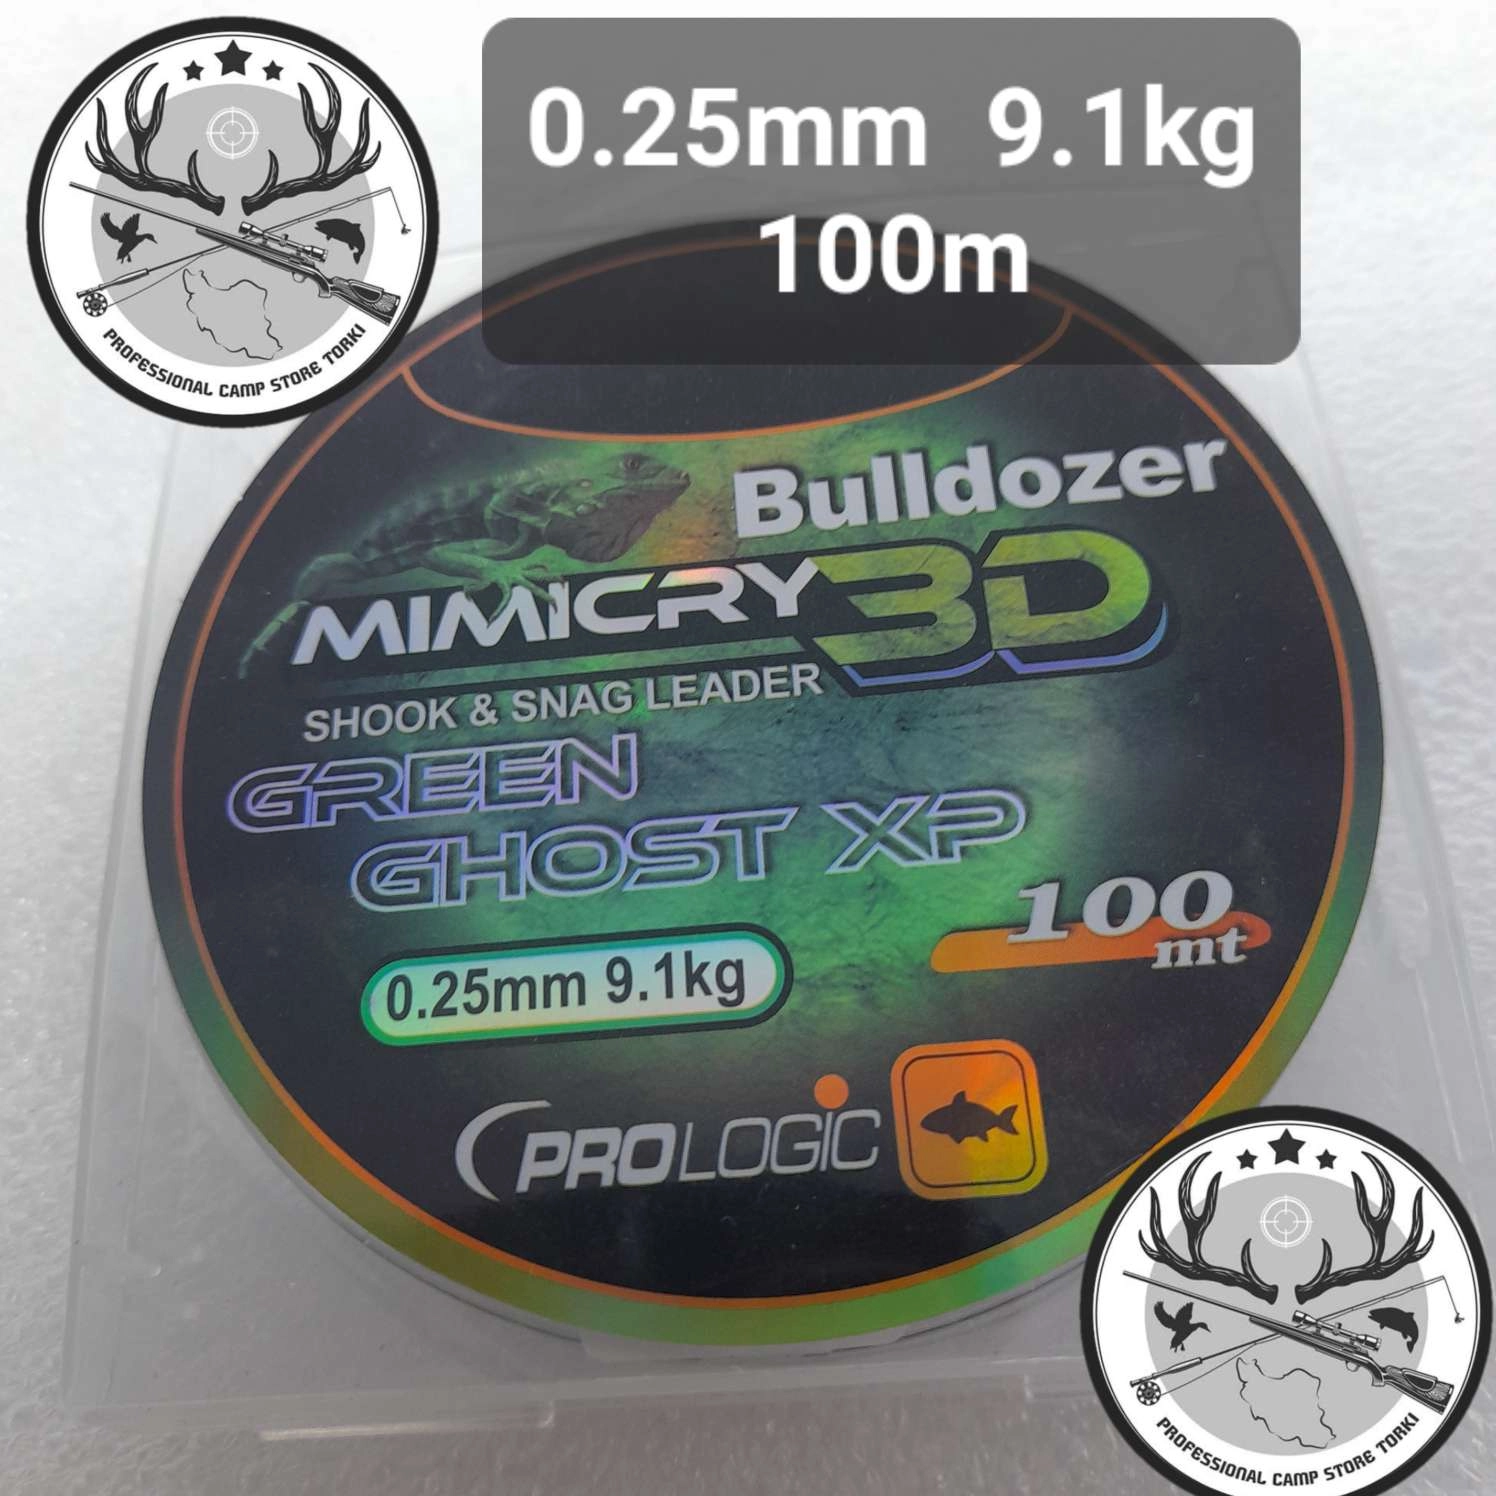 PROFESSIONAL CAMP STORE TORKI
0.25mm 9.1kg
100m
Bulldozer
MIMICRY 3D
SHOOK & SNAG LEADER
GREEN
GHOST XP
100
mt
0.25mm 9.1kg
PROLOGIC
PROFESSIONAL CAMP STORE TORKI